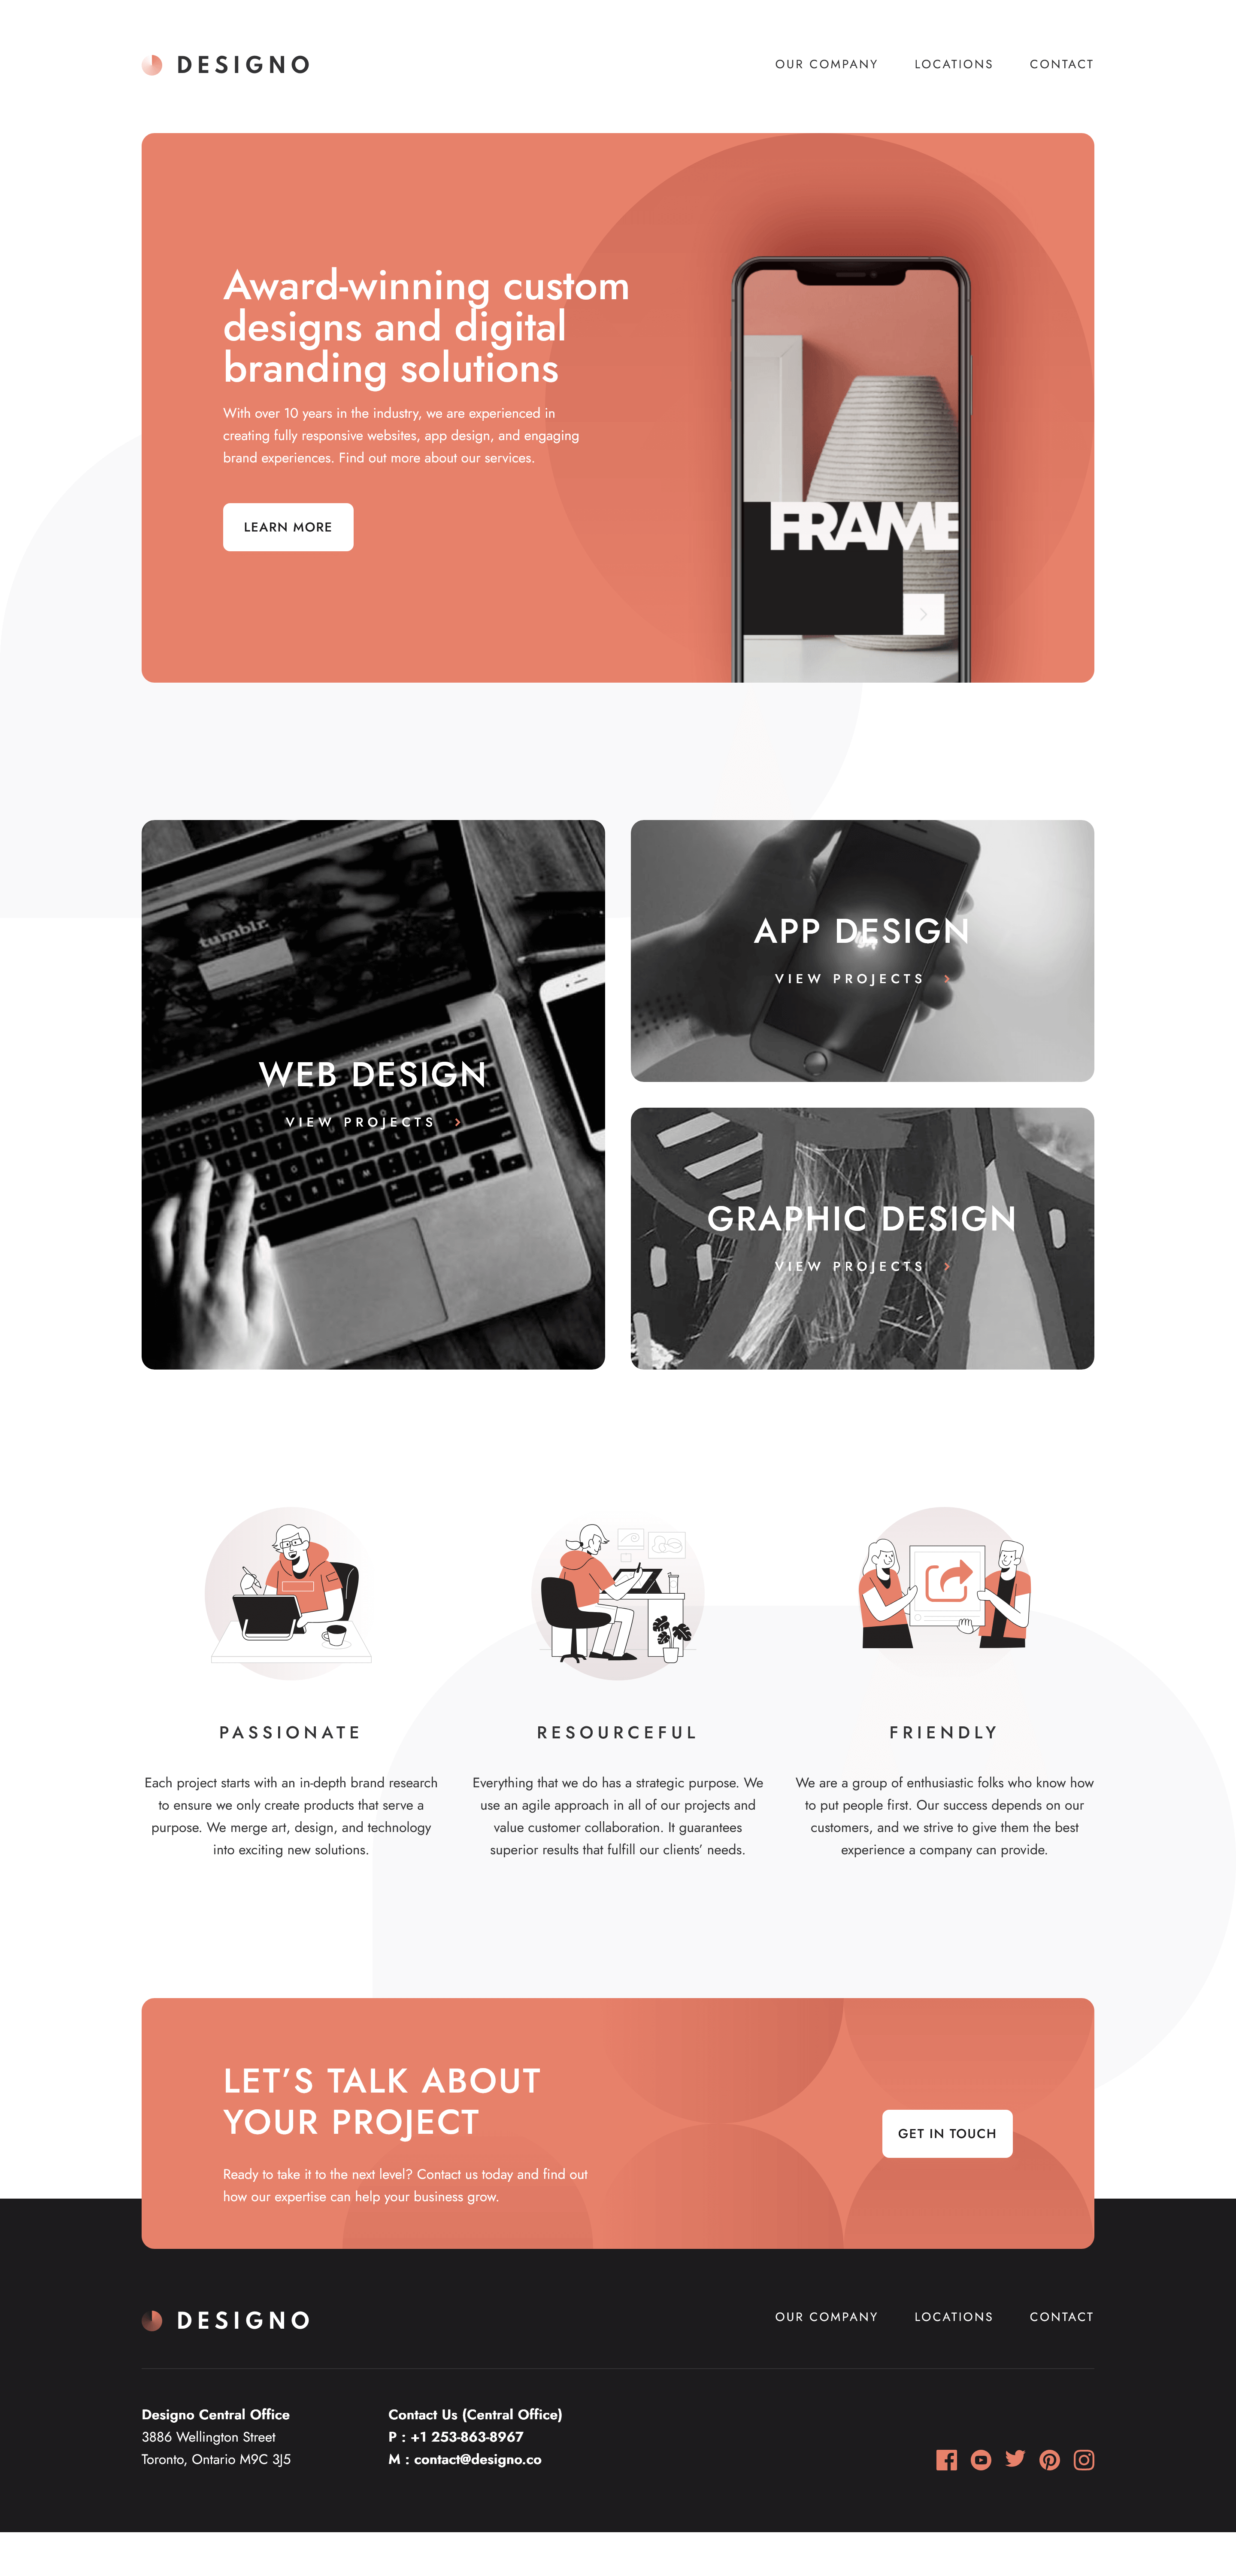 DESIGNO
OUR COMPANY
LOCATIONS
CONTACT
Award-winning custom
designs and digital
branding solutions
With over 10 years in the industry, we are experienced in
creating fully responsive websites, app design, and engaging
brand experiences. Find out more about our services.
LEARN MORE
FRAME
tumblr.
WEB DESIGN
VIEW PROJECTS
APP DESIGN
VIEW PROJECTS
GRAPHIC DESIGN
VIEW PROJECTS
PASSIONATE
Each project starts with an in-depth brand research
to ensure we only create products that serve a
purpose. We merge art, design, and technology
into exciting new solutions.
RESOURCEFUL
Everything that we do has a strategic purpose. We
use an agile approach in all of our projects and
value customer collaboration. It guarantees
superior results that fulfill our clients’ needs.
FRIENDLY
We are a group of enthusiastic folks who know how
to put people first. Our success depends on our
customers, and we strive to give them the best
experience a company can provide.
LET’S TALK ABOUT
YOUR PROJECT
Ready to take it to the next level? Contact us today and find out
how our expertise can help your business grow.
GET IN TOUCH
DESIGNO
OUR COMPANY
LOCATIONS
CONTACT
Designo Central Office
3886 Wellington Street
Toronto, Ontario M9C 3J5
Contact Us (Central Office)
P : +1 253-863-8967
M : contact@designo.co